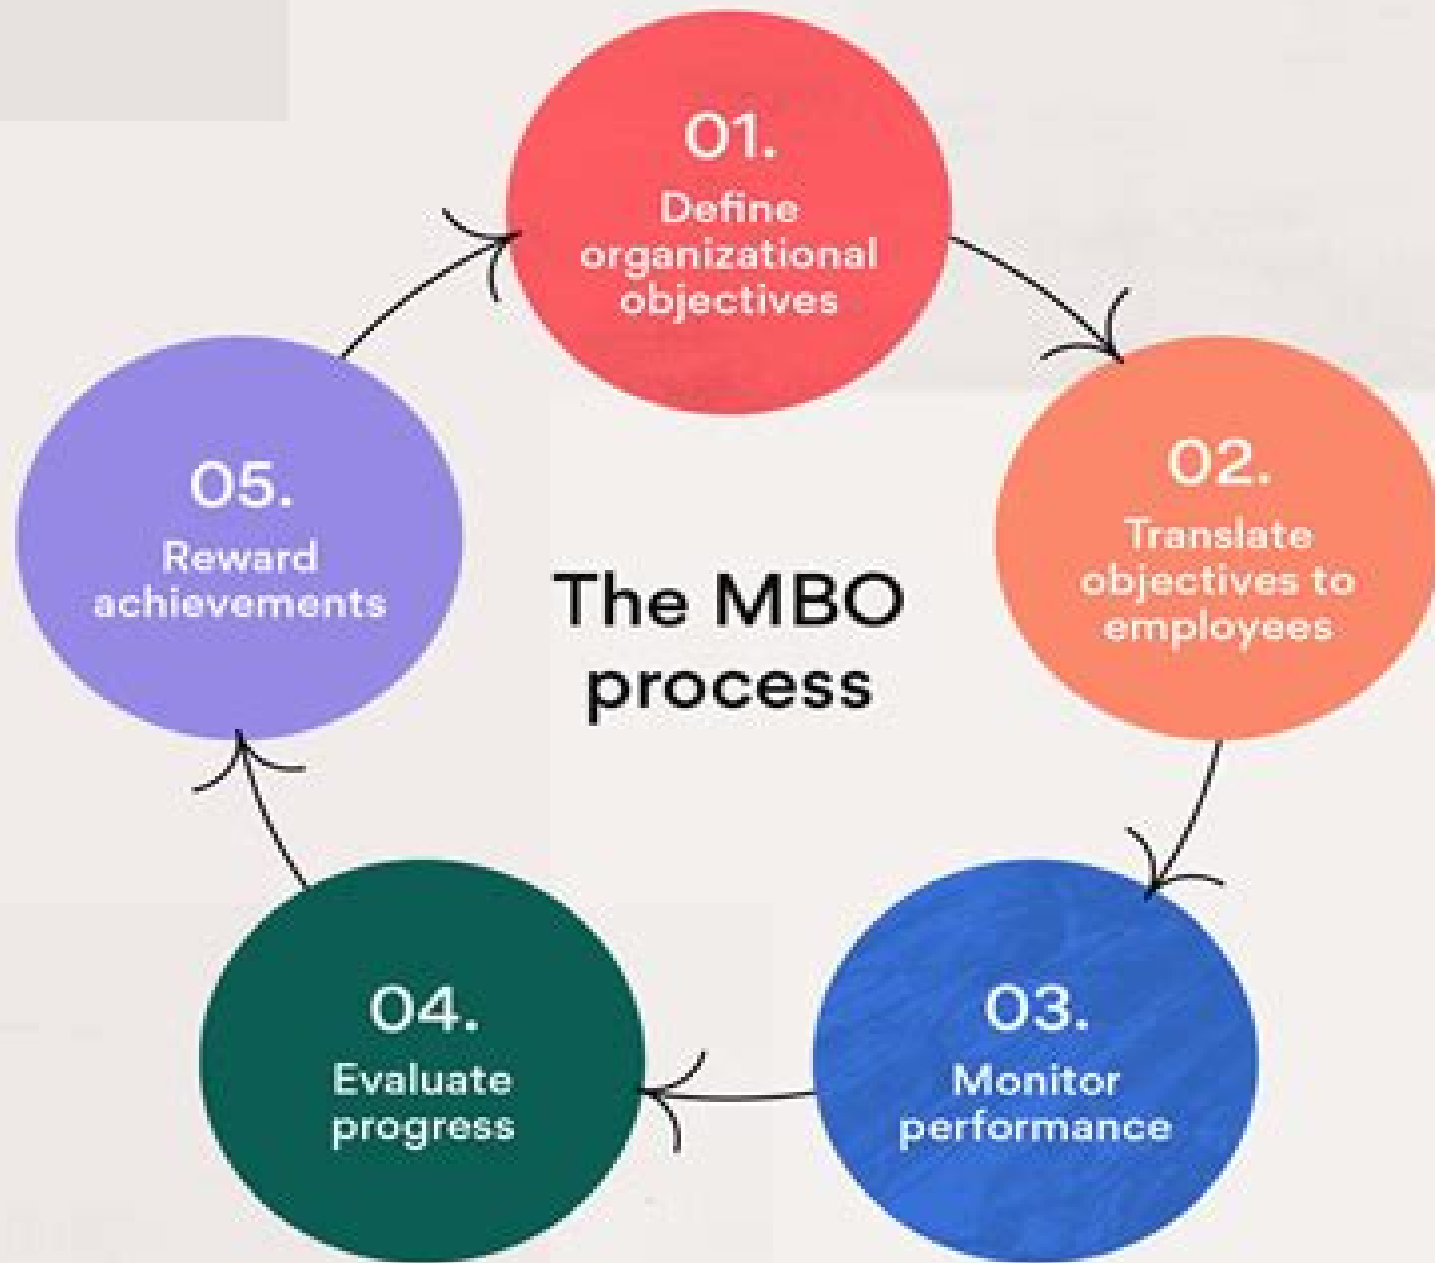 01.
Define
organizational
objectives
02.
Translate
objectives to
employees
03.
Monitor
performance
04.
Evaluate
progress
05.
Reward
achievements
The MBO
process